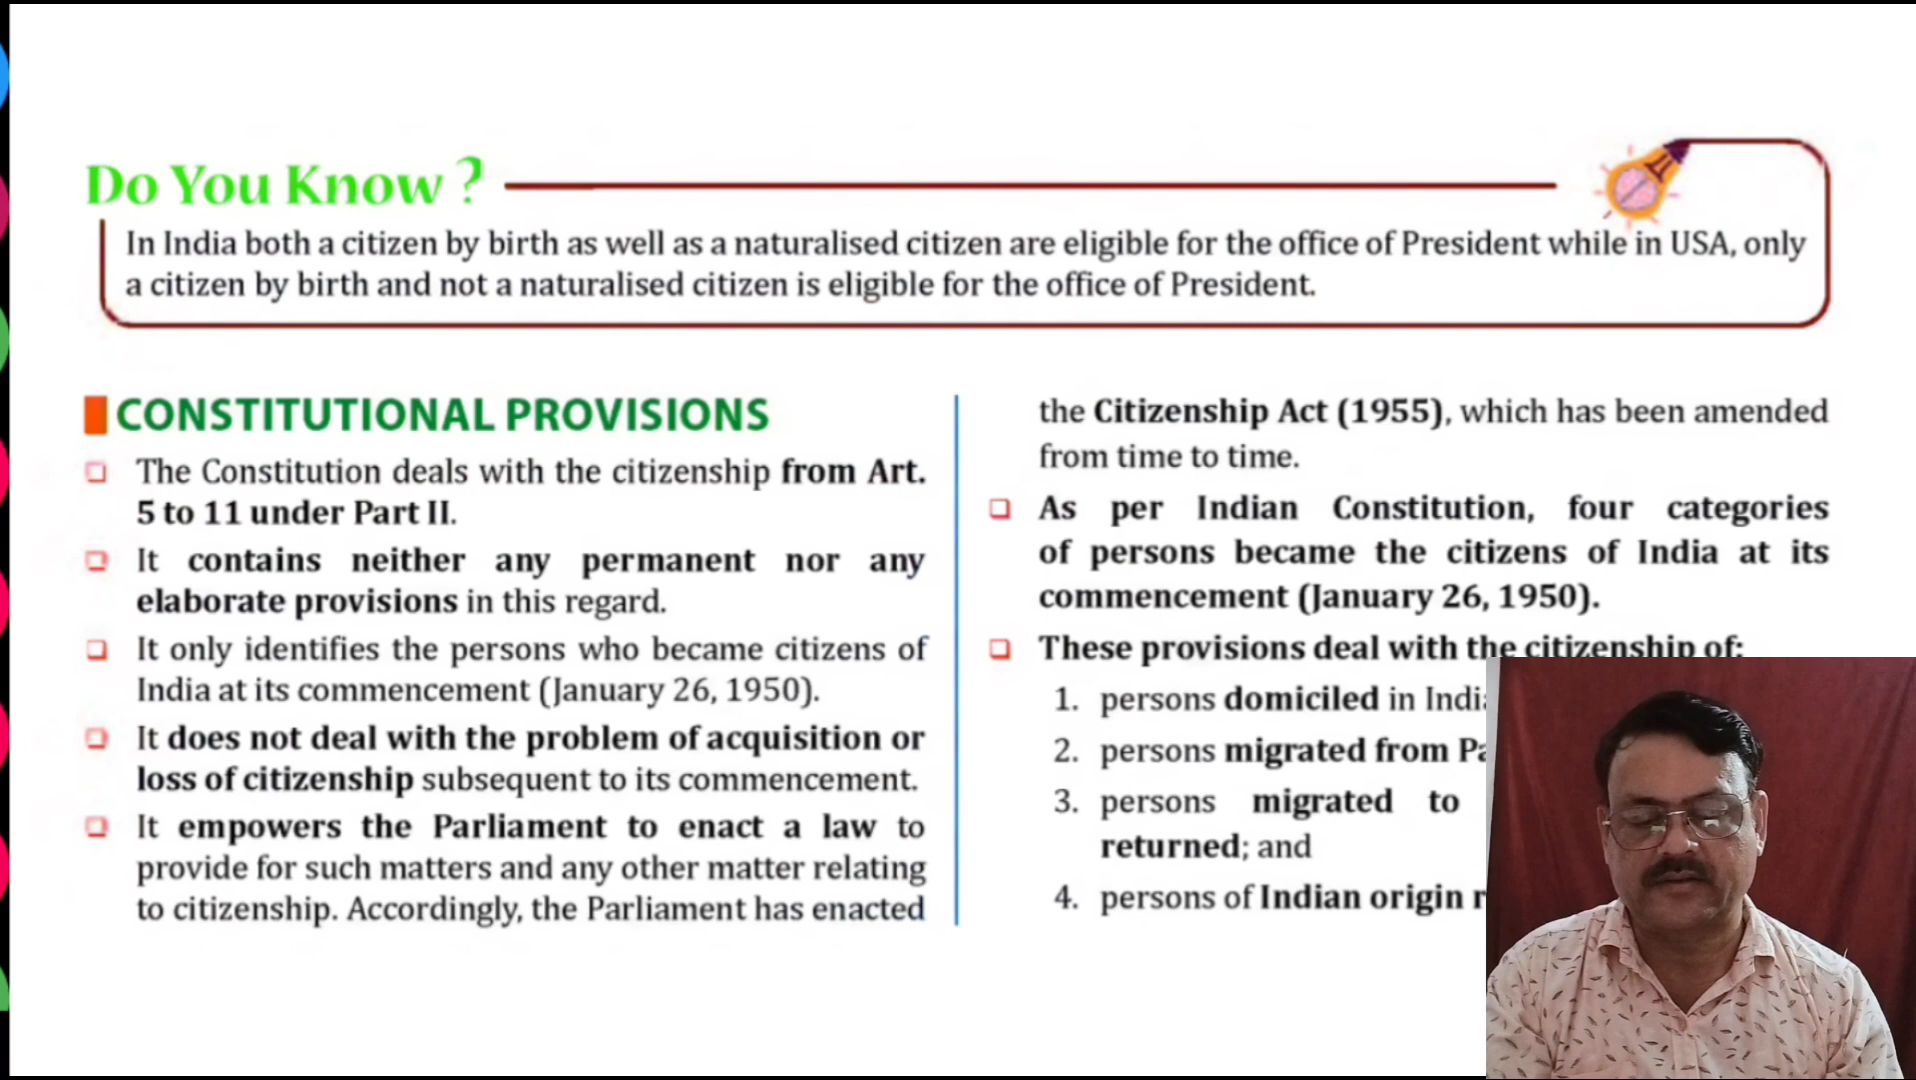 Do You Know ?
In India both a citizen by birth as well as a naturalised citizen are eligible for the office of President while in USA, only
a citizen by birth and not a naturalised citizen is eligible for the office of President.
CONSTITUTIONAL PROVISIONS
The Constitution deals with the citizenship from Art.
5 to 11 under Part II.
It contains neither any permanent nor any
elaborate provisions in this regard.
It only identifies the persons who became citizens of
India at its commencement (January 26, 1950).
It does not deal with the problem of acquisition or
loss of citizenship subsequent to its commencement.
It empowers the Parliament to enact a law to
provide for such matters and any other matter relating
to citizenship. Accordingly, the Parliament has enacted
the Citizenship Act (1955), which has been amended
from time to time.
As per Indian Constitution, four categories
of persons became the citizens of India at its
commencement (January 26, 1950).
These provisions deal with the citizenship of:
1. persons domiciled in
2. persons migrated from
3. persons migrated to
returned; and
4. persons of Indian origin